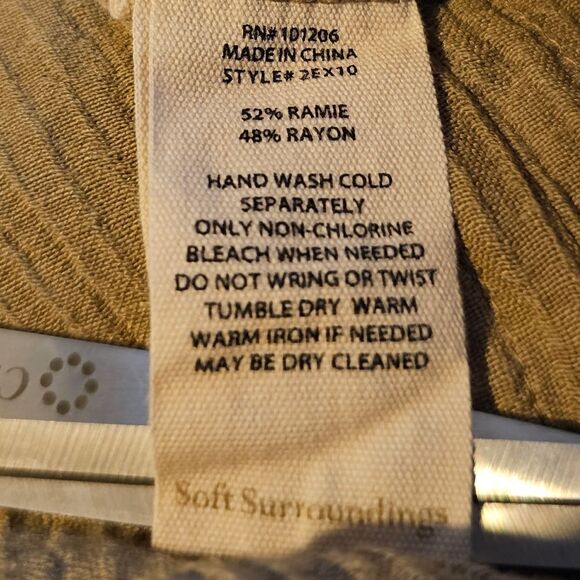 RN# 101206
MADE IN CHINA
STYLE# 2EX10
52% RAMIE
48% RAYON
HAND WASH COLD
SEPARATELY
ONLY NON-CHLORINE
BLEACH WHEN NEEDED
DO NOT WRING OR TWIST
TUMBLE DRY WARM
WARM IRON IF NEEDED
MAY BE DRY CLEANED
Soft Surroundings